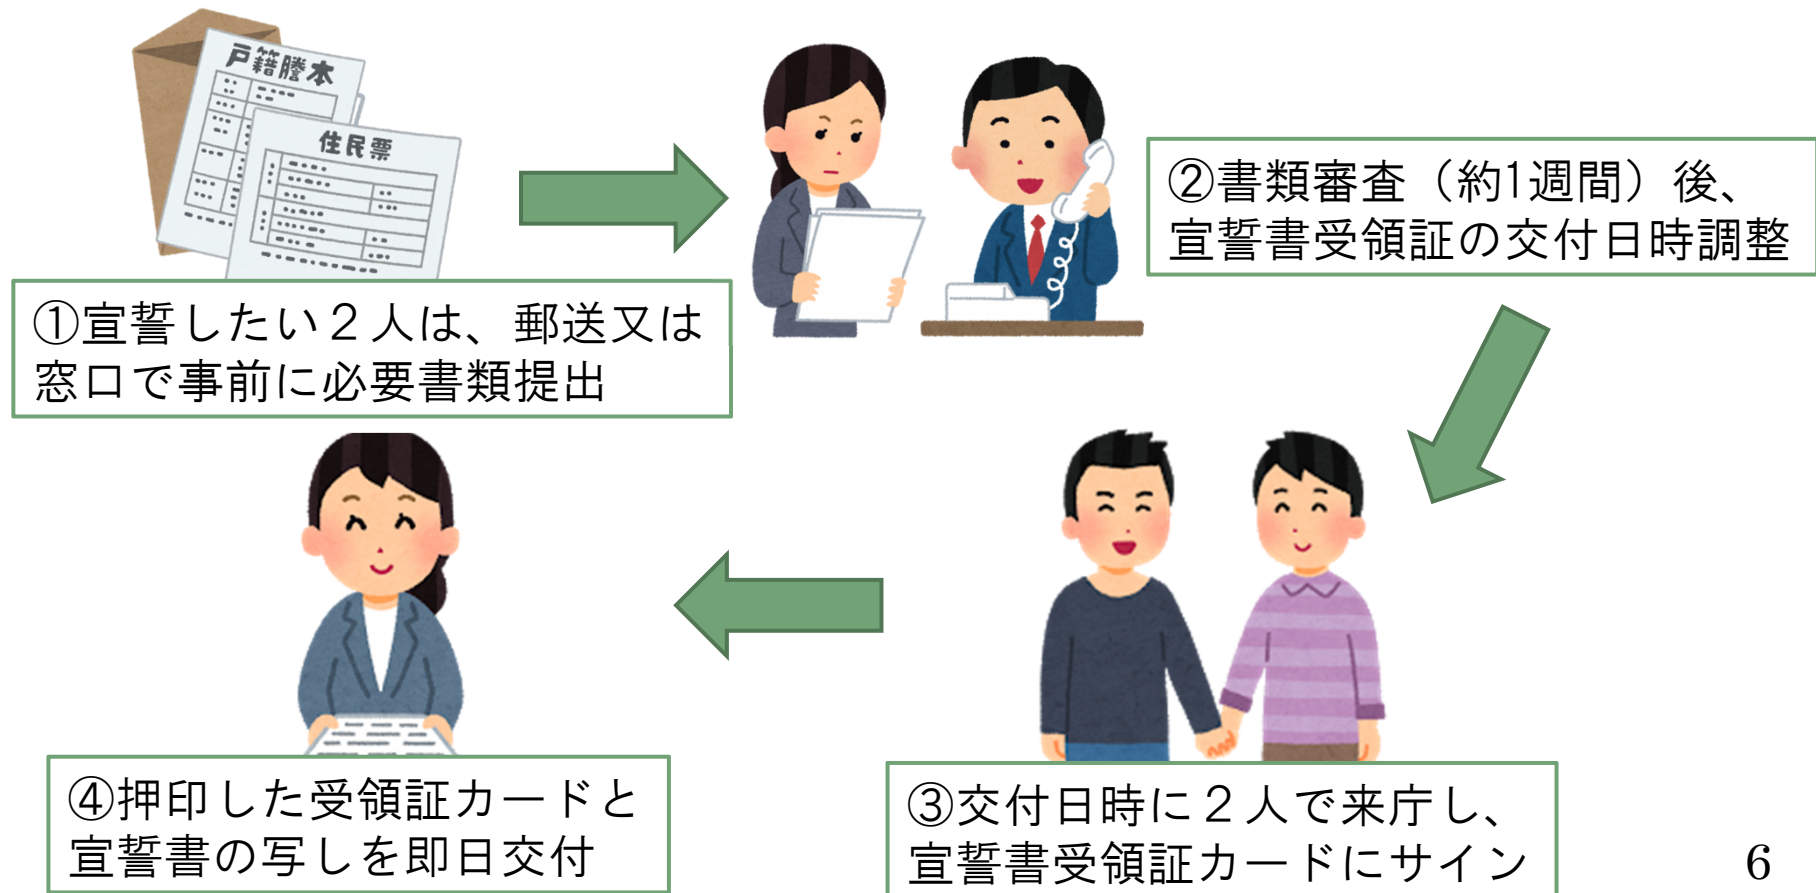 戸籍謄本
住民票
①宣誓したい２人は、郵送又は
窓口で事前に必要書類提出
②書類審査（約1週間）後、
宣誓書受領証の交付日時調整
③交付日時に２人で来庁し、
宣誓書受領証カードにサイン
④押印した受領証カードと
宣誓書の写しを即日交付
6